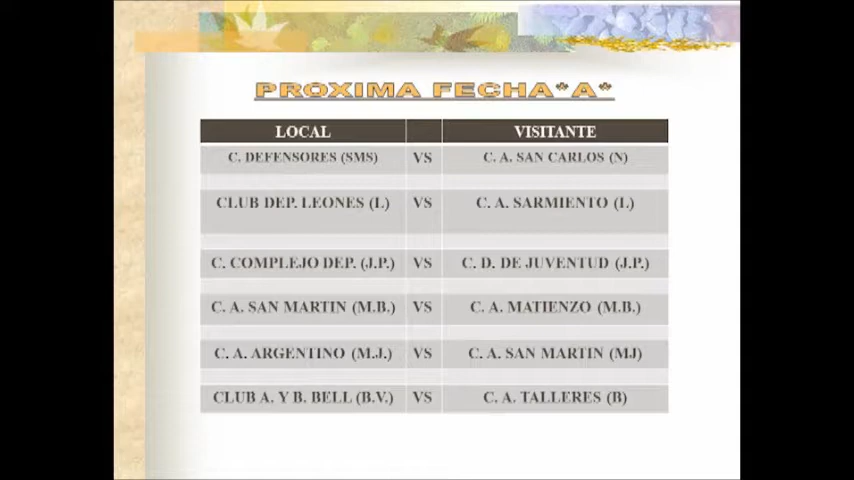 PROXIMA FECHA*A*
LOCAL VISITANTE
C. DEFENSORES (SMS) VS C. A. SAN CARLOS (N)
CLUB DEP. LEONES (L) VS C. A. SARMIENTO (L)
C. COMPLEJO DEP. (J.P.) VS C. D. DE JUVENTUD (J.P.)
C. A. SAN MARTIN (M.B.) VS C. A. MATIENZO (M.B.)
C. A. ARGENTINO (M.J.) VS C. A. SAN MARTIN (MJ)
CLUB A. Y B. BELL (B.V.) VS C. A. TALLERES (B)